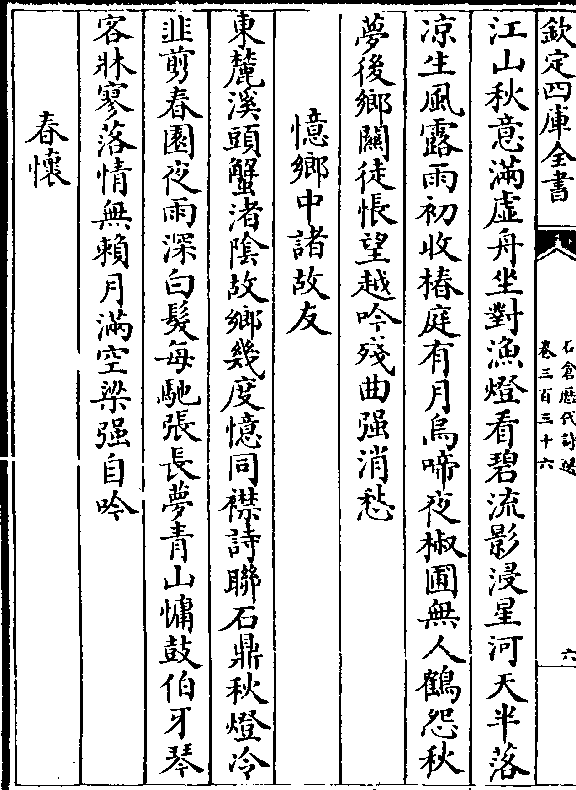 欽定四庫全書
石倉歴代詩選
卷三百三十六
六
江山秋意滿虛舟坐對漁燈看碧流影浸星河天半落
凉生風露雨初收椿庭有月烏啼夜椒圃無人鶴怨秋
夢後鄉關徒悵望越吟殘曲强消愁
憶鄉中諸故友
東麓溪頭蟹渚隂故鄉幾度憶同襟詩聯石鼎秋燈冷
韭剪春園夜雨深白髮每馳張長夢青山慵鼓伯牙琴
客牀寥落情無賴月滿空梁强自吟
春懷